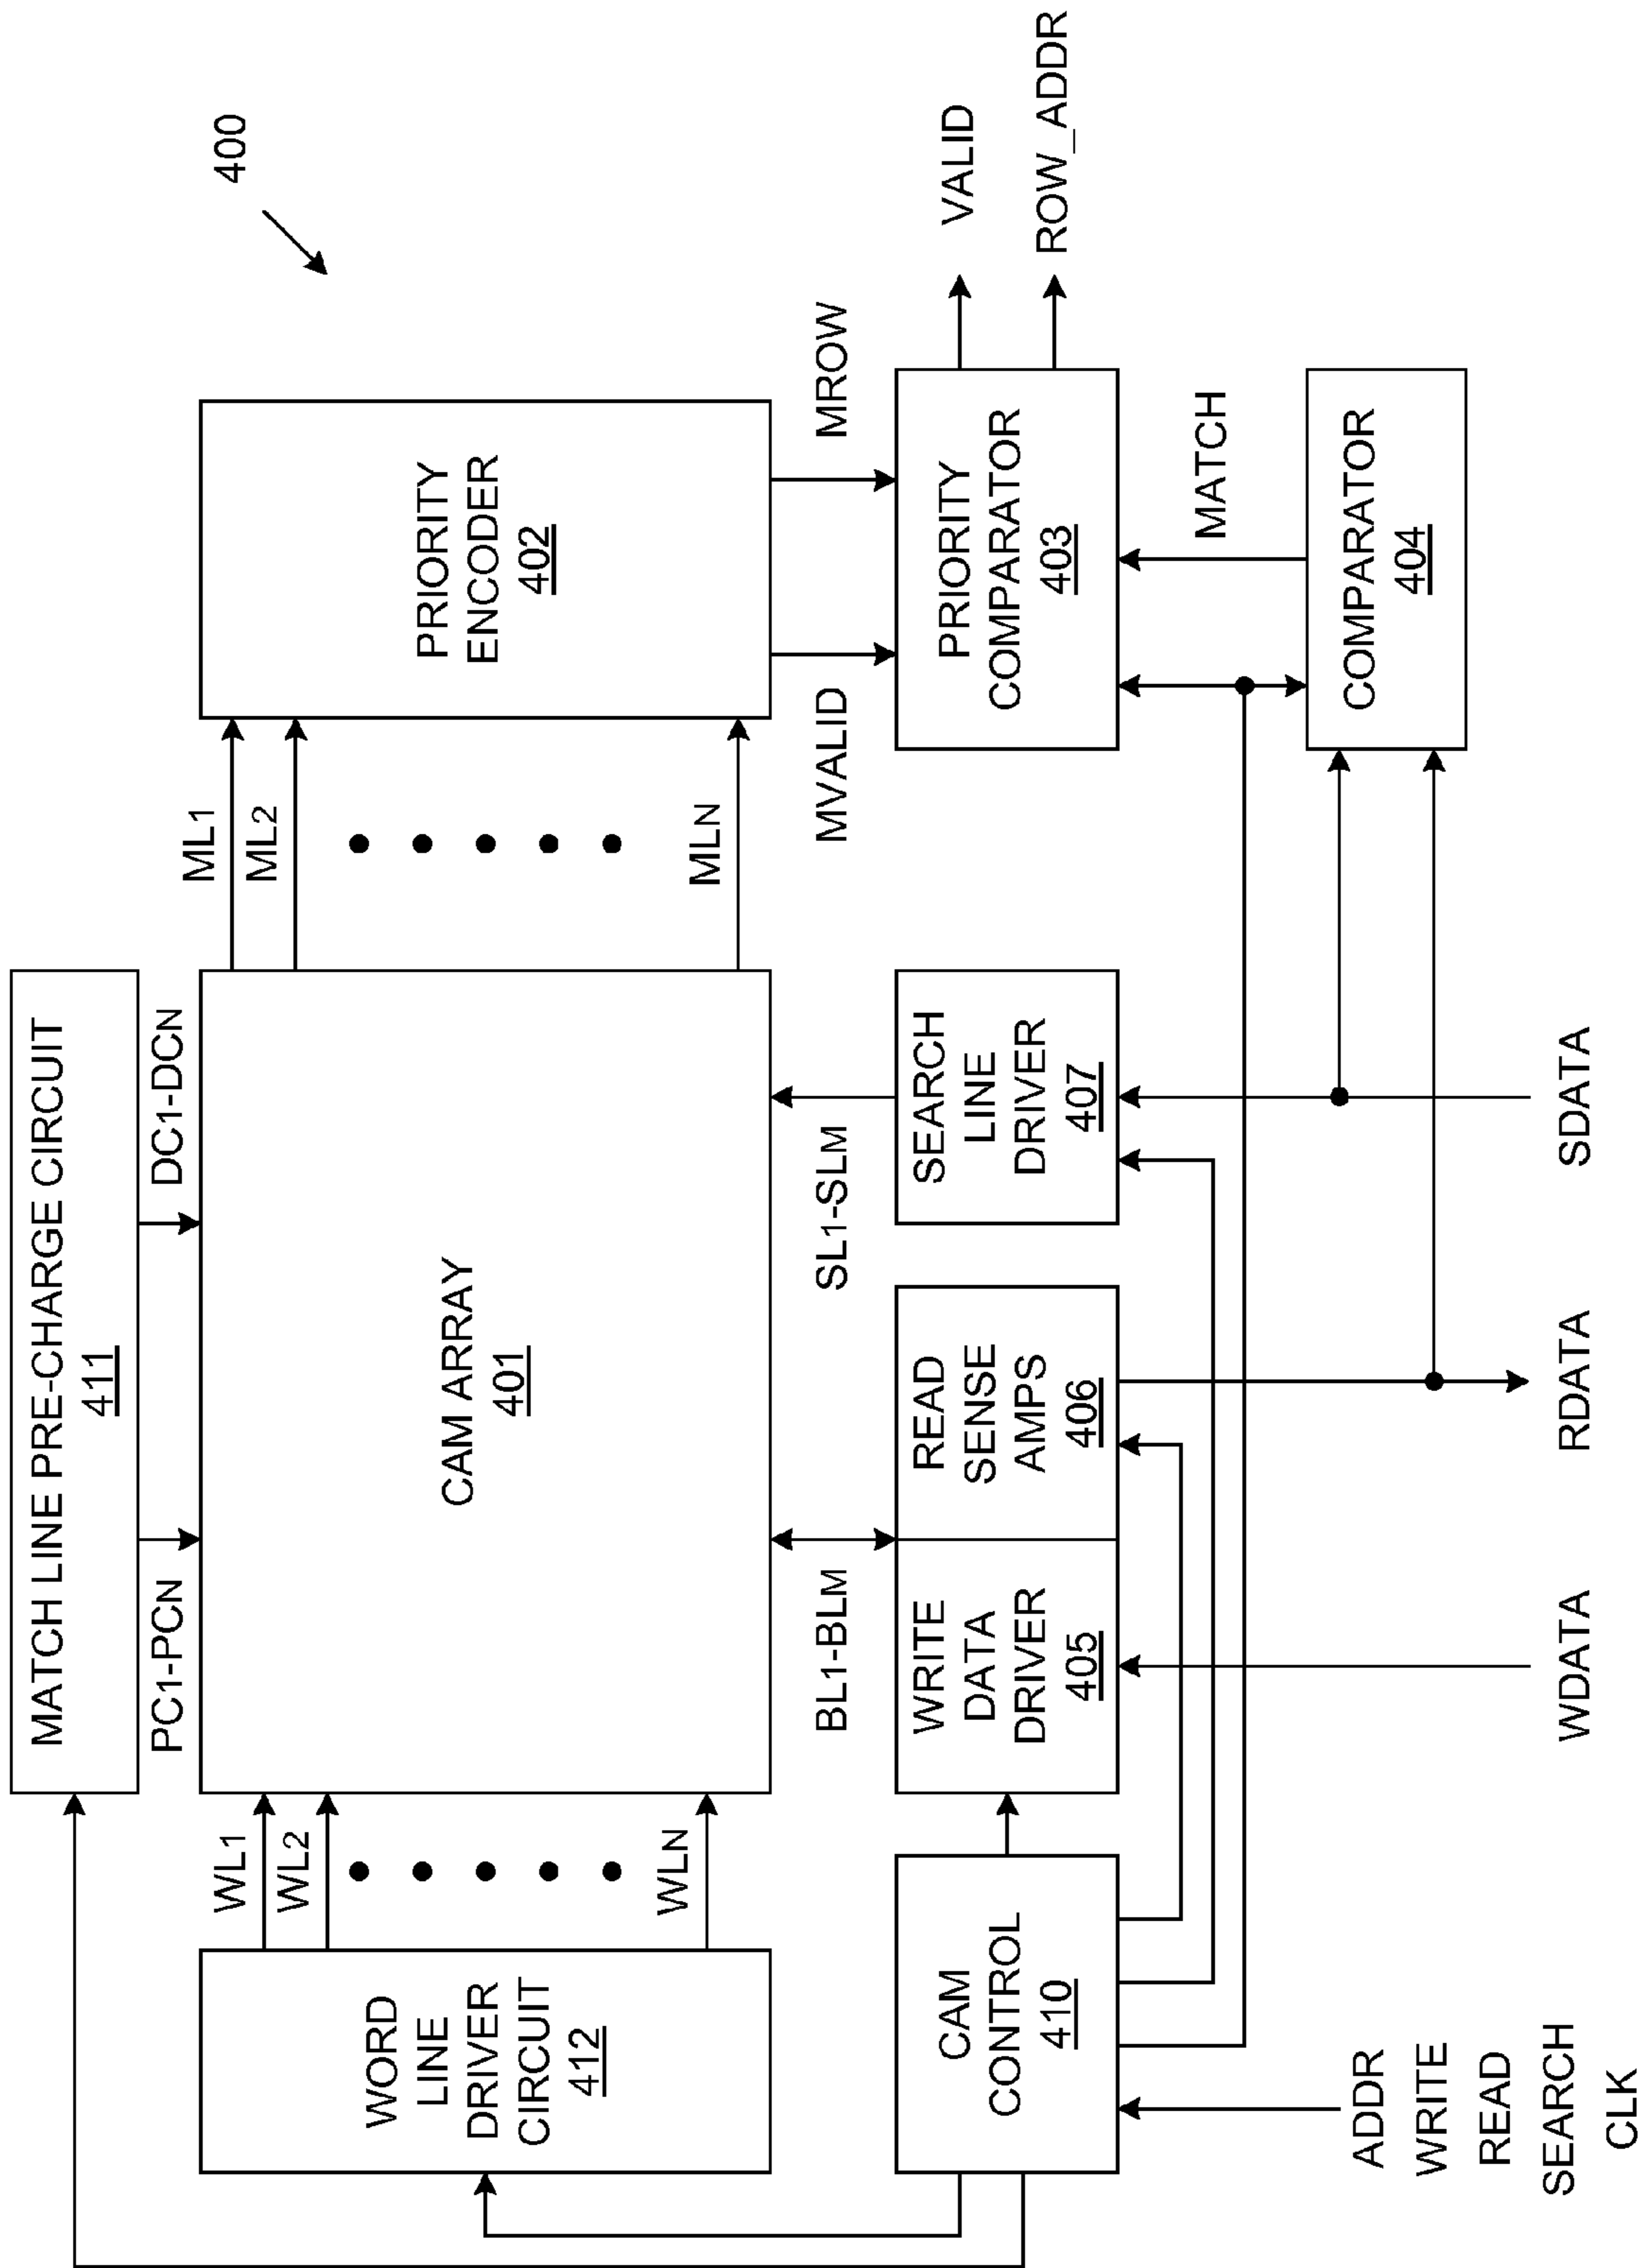 400
MATCH LINE PRE-CHARGE CIRCUIT
411
PC1-PCN
DC1-DCN
WORD
LINE
DRIVER
CIRCUIT
412
WL1
WL2
WLN
CAM ARRAY
401
ML1
ML2
MLN
PRIORITY
ENCODER
402
BL1-BLM
SL1-SLM
MVALID
MROW
CAM
CONTROL
410
WRITE
DATA
DRIVER
405
READ
SENSE
AMPS
406
SEARCH
LINE
DRIVER
407
PRIORITY
COMPARATOR
403
VALID
ROW_ADDR
MATCH
COMPARATOR
404
ADDR
WRITE
READ
SEARCH
CLK
WDATA
RDATA
SDATA